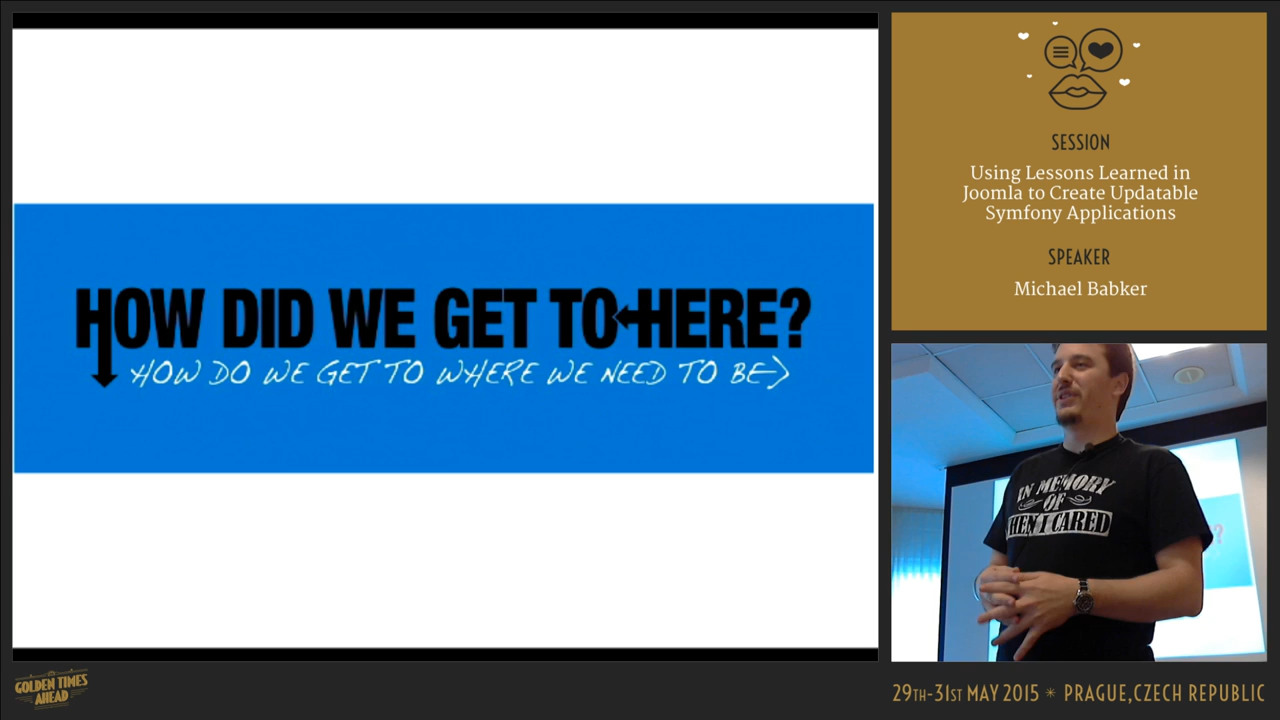 HOW DID WE GET TO HERE?
HOW DO WE GET TO WHERE WE NEED TO BE
SESSION
Using Lessons Learned in
Joomla to Create Updatable
Symfony Applications
SPEAKER
Michael Babker
IN MEMORY
OF
WHEN I CARED
?
GOLDEN TIMES
AHEAD
29TH-31ST MAY 2015 * PRAGUE,CZECH REPUBLIC